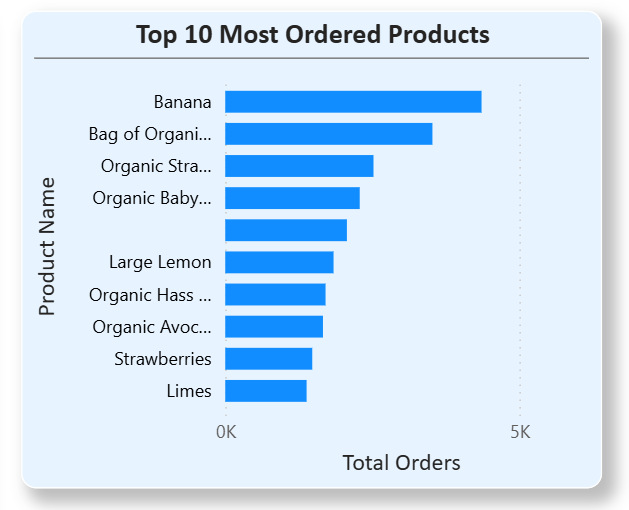 Top 10 Most Ordered Products
Product Name
Banana
Bag of Organi...
Organic Stra...
Organic Baby...
Large Lemon
Organic Hass ...
Organic Avoc...
Strawberries
Limes
0K
5K
Total Orders